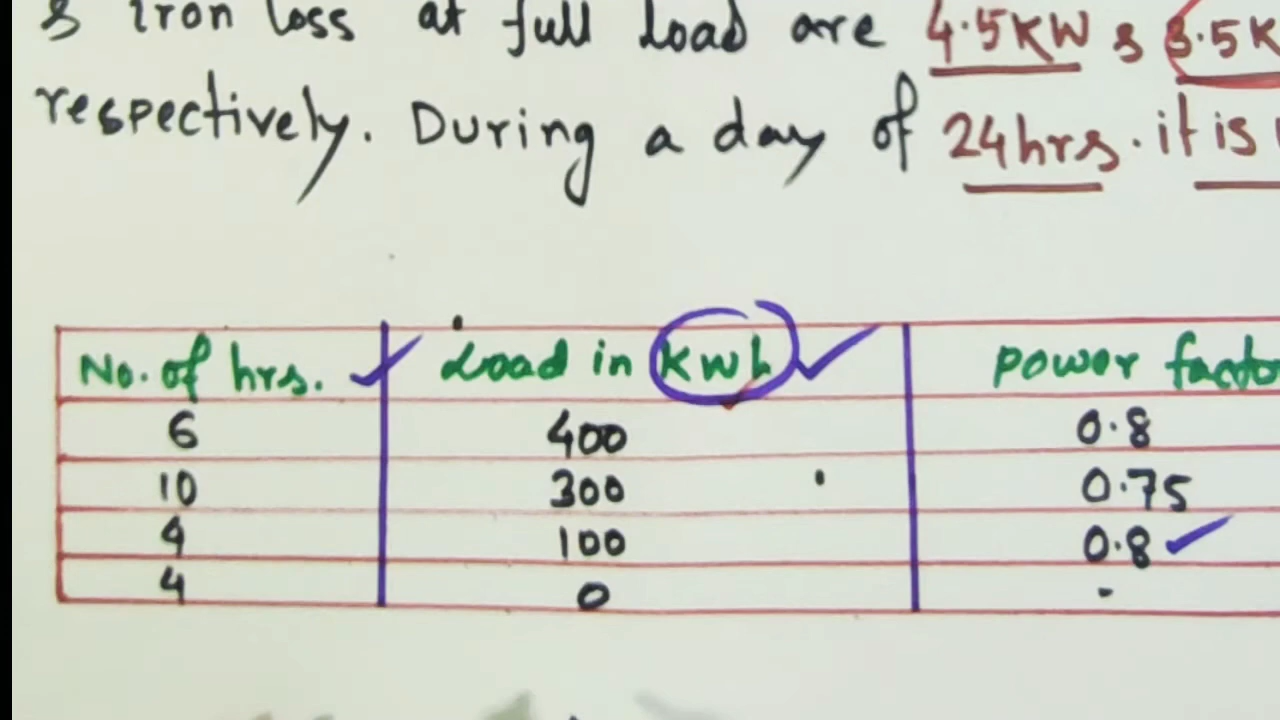 & iron loss at full load are 4.5KW & 3.5K
respectively. During a day of 24hrs. it is
No. of hrs. Load in kwh power facto
6 400 0.8
10 300 0.75
4 100 0.8
4 0 -